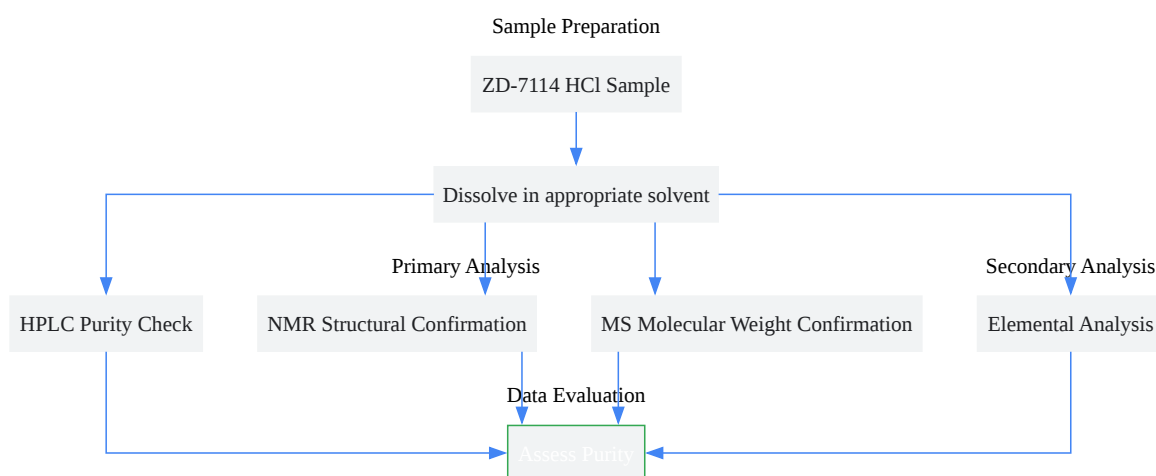 Sample Preparation
ZD-7114 HCl Sample
Dissolve in appropriate solvent
Primary Analysis
Secondary Analysis
HPLC Purity Check
NMR Structural Confirmation
MS Molecular Weight Confirmation
Elemental Analysis
Data Evaluation
Assess Purity